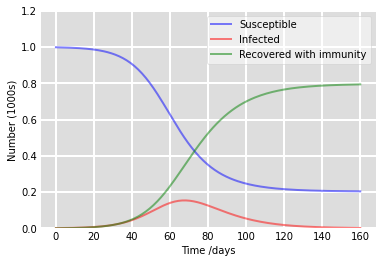 1.2
Susceptible
Infected
Recovered with immunity
1.0
0.8
0.6
0.4
0.2
0.0
Number (1000s)
0 20 40 60 80 100 120 140 160
Time /days